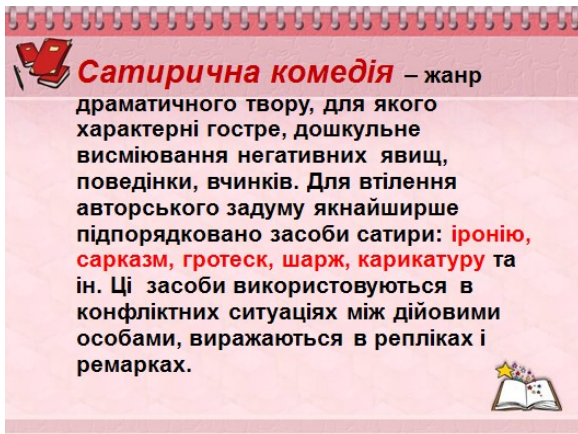 Сатирична комедія – жанр
драматичного твору, для якого
характерні гостре, дошкульне
висміювання негативних явищ,
поведінки, вчинків. Для втілення
авторського задуму якнайширше
підпорядковано засоби сатири: іронію,
сарказм, гротеск, шарж, карикатуру та
ін. Ці засоби використовуються в
конфліктних ситуаціях між дійовими
особами, виражаються в репліках і
ремарках.